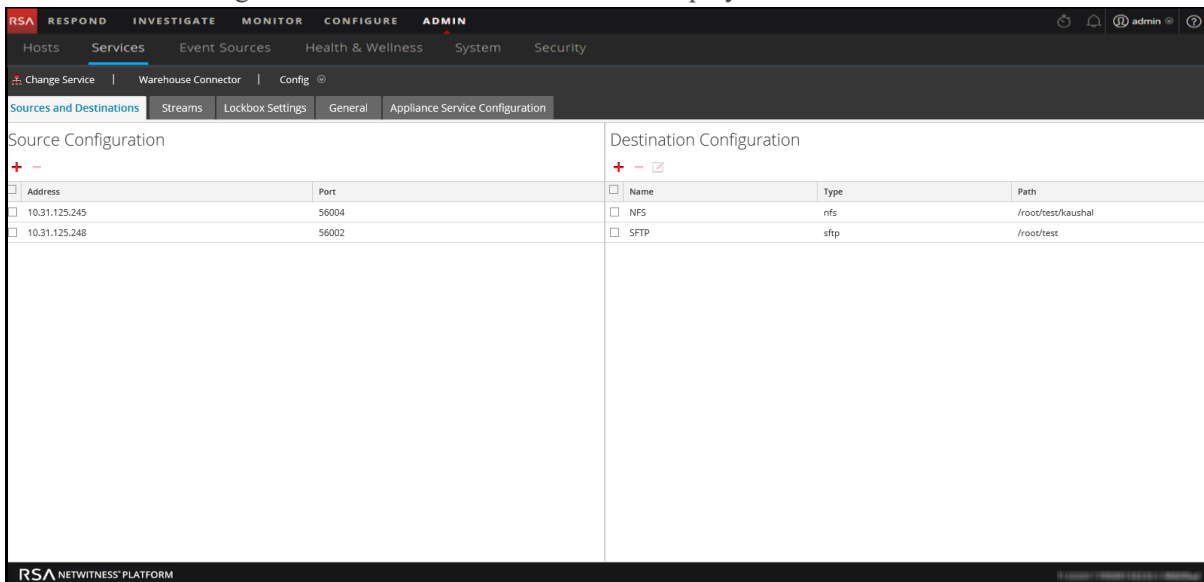 RSA RESPOND INVESTIGATE MONITOR CONFIGURE ADMIN admin
Hosts Services Event Sources Health & Wellness System Security
Change Service | Warehouse Connector | Config
Sources and Destinations Streams Lockbox Settings General Appliance Service Configuration
Source Configuration
Address Port
10.31.125.245 56004
10.31.125.248 56002
Destination Configuration
Name Type Path
NFS nfs /root/test/kaushal
SFTP sftp /root/test
RSA NETWITNESS® PLATFORM